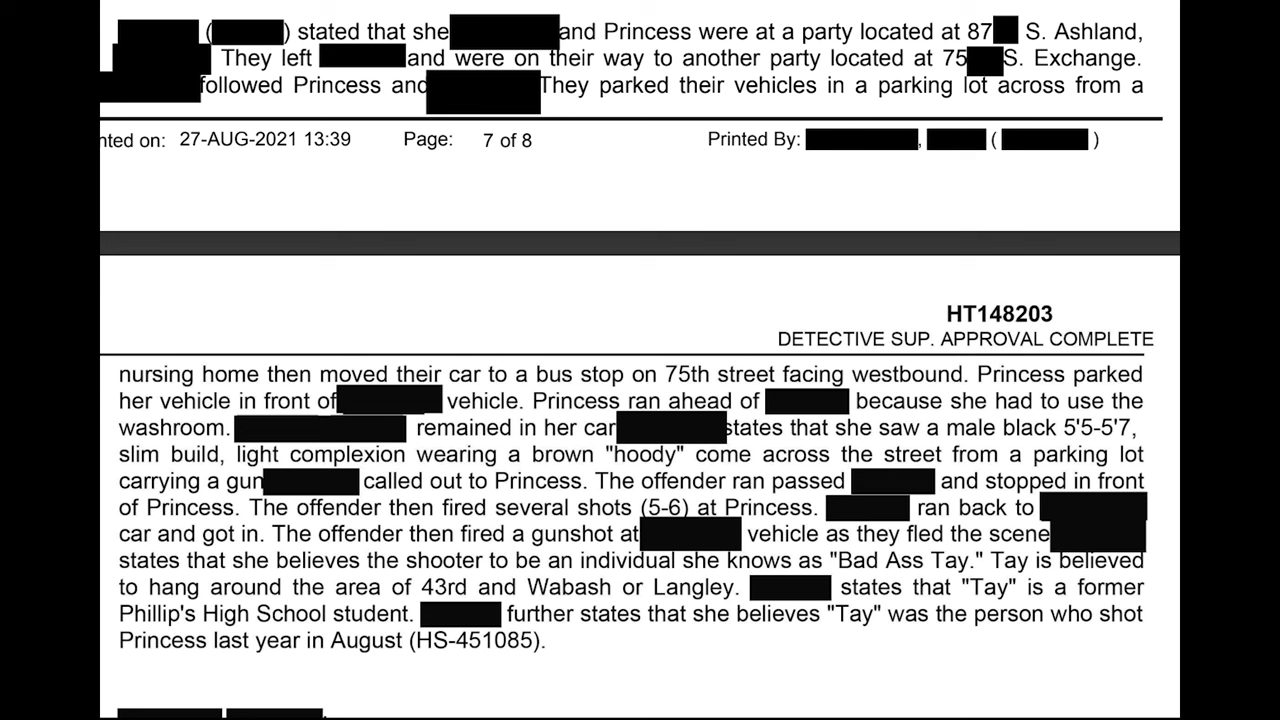 ( ) stated that she and Princess were at a party located at 87 S. Ashland,
They left and were on their way to another party located at 75 S. Exchange.
followed Princess and They parked their vehicles in a parking lot across from a
nted on: 27-AUG-2021 13:39 Page: 7 of 8 Printed By: , ( )
HT148203
DETECTIVE SUP. APPROVAL COMPLETE
nursing home then moved their car to a bus stop on 75th street facing westbound. Princess parked
her vehicle in front of vehicle. Princess ran ahead of because she had to use the
washroom. remained in her car states that she saw a male black 5'5-5'7,
slim build, light complexion wearing a brown "hoody" come across the street from a parking lot
carrying a gun called out to Princess. The offender ran passed and stopped in front
of Princess. The offender then fired several shots (5-6) at Princess. ran back to
car and got in. The offender then fired a gunshot at vehicle as they fled the scene
states that she believes the shooter to be an individual she knows as "Bad Ass Tay." Tay is believed
to hang around the area of 43rd and Wabash or Langley. states that "Tay" is a former
Phillip's High School student. further states that she believes "Tay" was the person who shot
Princess last year in August (HS-451085).